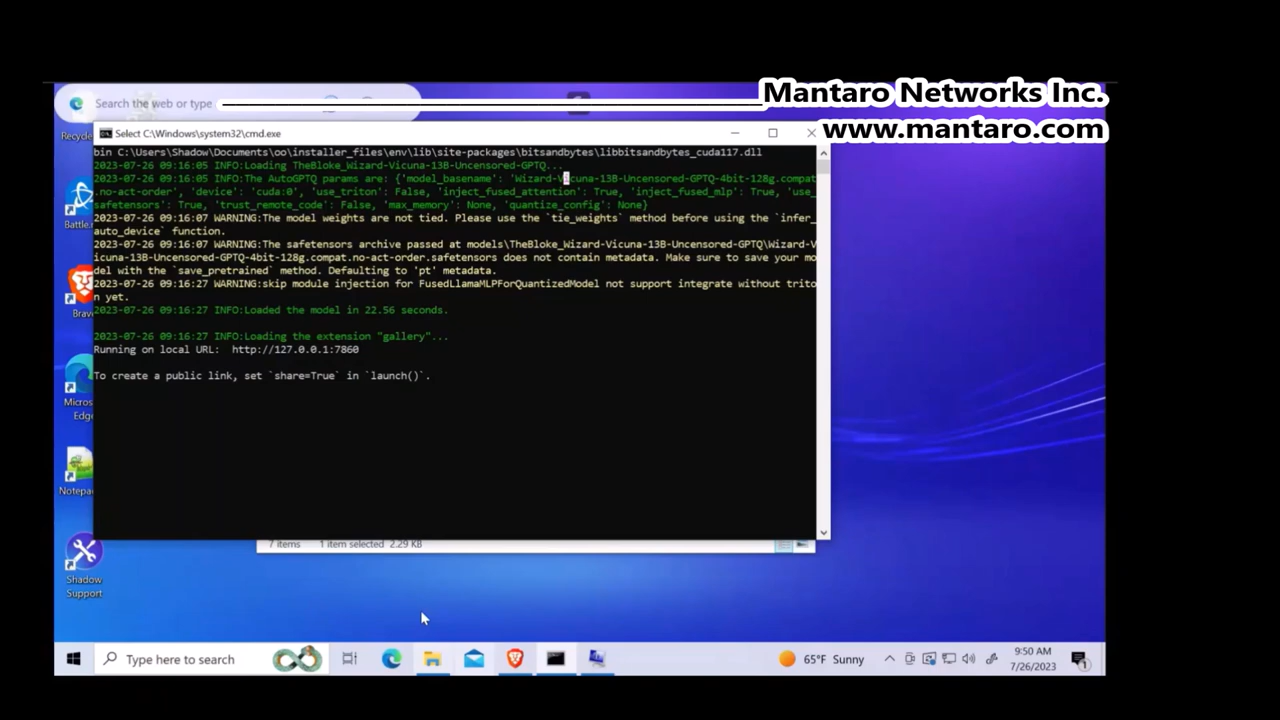 Mantaro Networks Inc.
www.mantaro.com
Search the web or type
Recycle
Select C:\Windows\system32\cmd.exe
bin C:\Users\Shadow\Documents\oo\installer_files\env\lib\site-packages\bitsandbytes\libbitsandbytes_cuda117.dll
2023-07-26 09:16:05 INFO:Loading TheBloke_Wizard-Vicuna-13B-Uncensored-GPTQ...
2023-07-26 09:16:05 INFO:The AutoGPTQ params are: {'model_basename': 'Wizard-Vicuna-13B-Uncensored-GPTQ-4bit-128g.compat
.no-act-order', 'device': 'cuda:0', 'use_triton': False, 'inject_fused_attention': True, 'inject_fused_mlp': True, 'use_
safetensors': True, 'trust_remote_code': False, 'max_memory': None, 'quantize_config': None}
2023-07-26 09:16:07 WARNING:The model weights are not tied. Please use the `tie_weights` method before using the `infer_
auto_device` function.
2023-07-26 09:16:07 WARNING:The safetensors archive passed at models\TheBloke_Wizard-Vicuna-13B-Uncensored-GPTQ\Wizard-V
icuna-13B-Uncensored-GPTQ-4bit-128g.compat.no-act-order.safetensors does not contain metadata. Make sure to save your mo
del with the `save_pretrained` method. Defaulting to 'pt' metadata.
2023-07-26 09:16:27 WARNING:skip module injection for FusedLlamaMLPForQuantizedModel not support integrate without trito
n yet.
2023-07-26 09:16:27 INFO:Loaded the model in 22.56 seconds.
2023-07-26 09:16:27 INFO:Loading the extension "gallery"...
Running on local URL: http://127.0.0.1:7860
To create a public link, set `share=True` in `launch()`.
Battle.
Brav
Micros
Edg
Notepa
7 items 1 item selected 2.29 KB
Shadow
Support
Type here to search
65°F Sunny
9:50 AM
7/26/2023
1